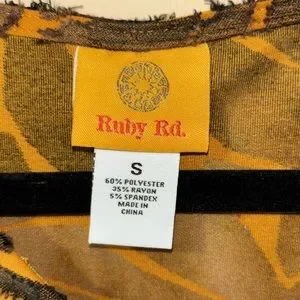 Ruby Rd.
S
60% POLYESTER
35% RAYON
5% SPANDEX
MADE IN
CHINA